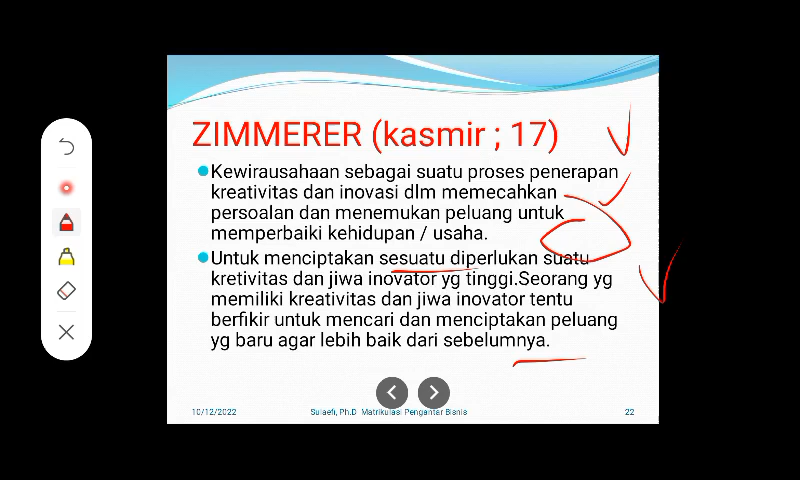 ZIMMERER (kasmir ; 17)
Kewirausahaan sebagai suatu proses penerapan
kreativitas dan inovasi dlm memecahkan
persoalan dan menemukan peluang untuk
memperbaiki kehidupan / usaha.
Untuk menciptakan sesuatu diperlukan suatu
kretivitas dan jiwa inovator yg tinggi.Seorang yg
memiliki kreativitas dan jiwa inovator tentu
berfikir untuk mencari dan menciptakan peluang
yg baru agar lebih baik dari sebelumnya.
10/12/2022 Sulaefi, Ph.D Matrikulasi Pengantar Bisnis 22